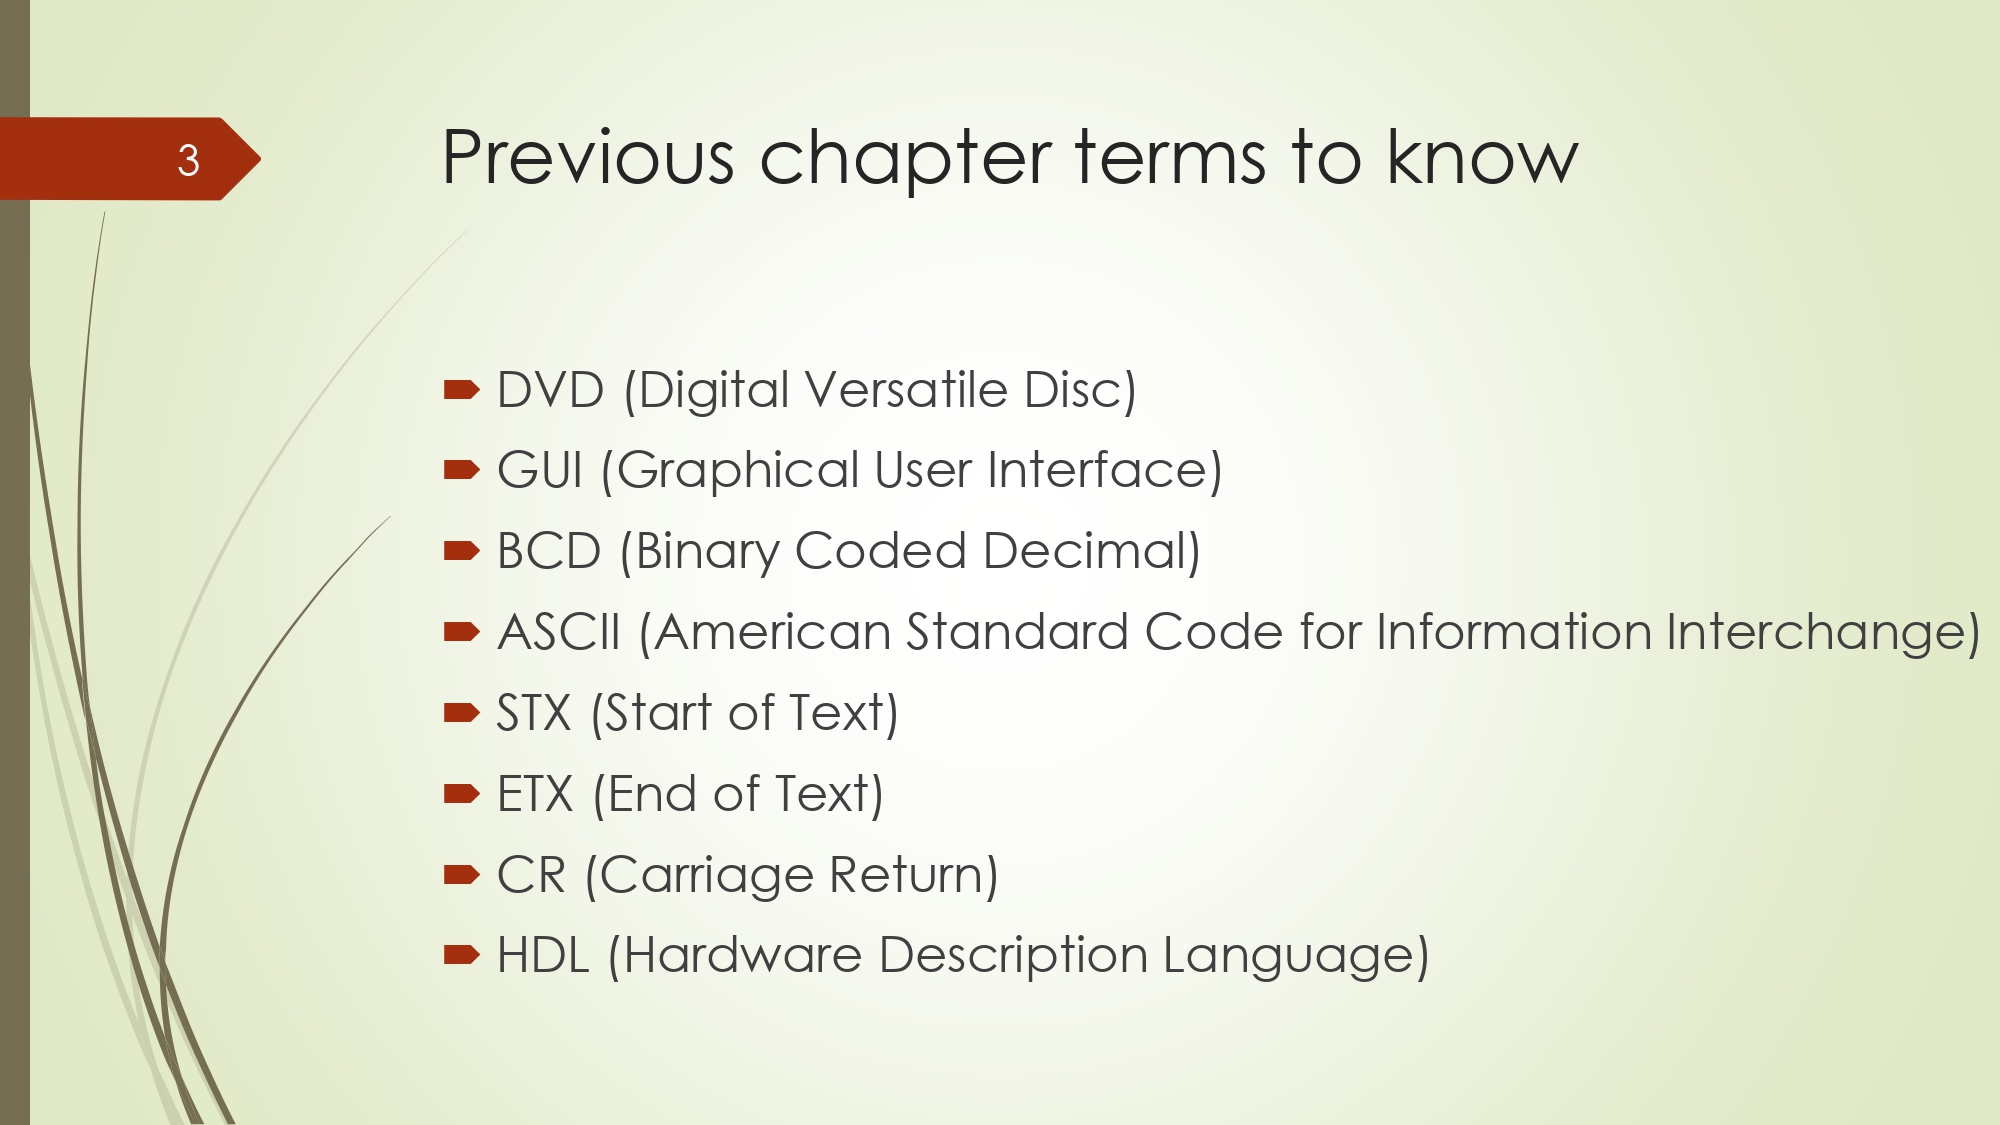 3
Previous chapter terms to know
DVD (Digital Versatile Disc)
GUI (Graphical User Interface)
BCD (Binary Coded Decimal)
ASCII (American Standard Code for Information Interchange)
STX (Start of Text)
ETX (End of Text)
CR (Carriage Return)
HDL (Hardware Description Language)